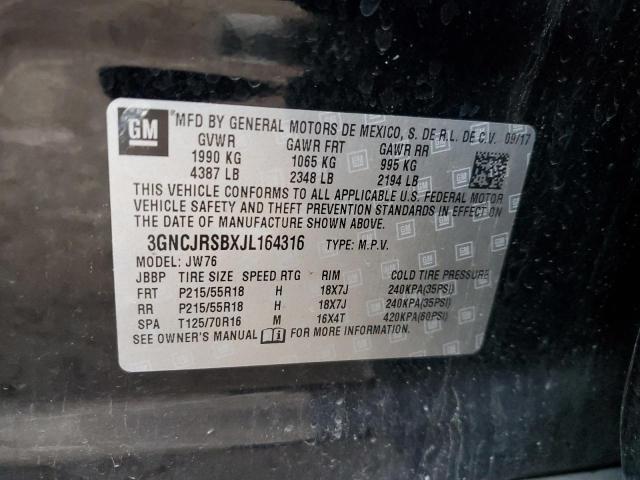 GM
MFD BY GENERAL MOTORS DE MEXICO, S. DE R.L. DE C.V. 09/17
GVWR GAWR FRT GAWR RR
1990 KG 1065 KG 995 KG
4387 LB 2348 LB 2194 LB
THIS VEHICLE CONFORMS TO ALL APPLICABLE U.S. FEDERAL MOTOR
VEHICLE SAFETY AND THEFT PREVENTION STANDARDS IN EFFECT ON
THE DATE OF MANUFACTURE SHOWN ABOVE.
3GNCJRSBXJL164316 TYPE: M.P.V.
MODEL: JW76
JBBP TIRE SIZE SPEED RTG RIM COLD TIRE PRESSURE
FRT P215/55R18 H 18X7J 240KPA(35PSI)
RR P215/55R18 H 18X7J 240KPA(35PSI)
SPA T125/70R16 M 16X4T 420KPA(60PSI)
SEE OWNER'S MANUAL FOR MORE INFORMATION.